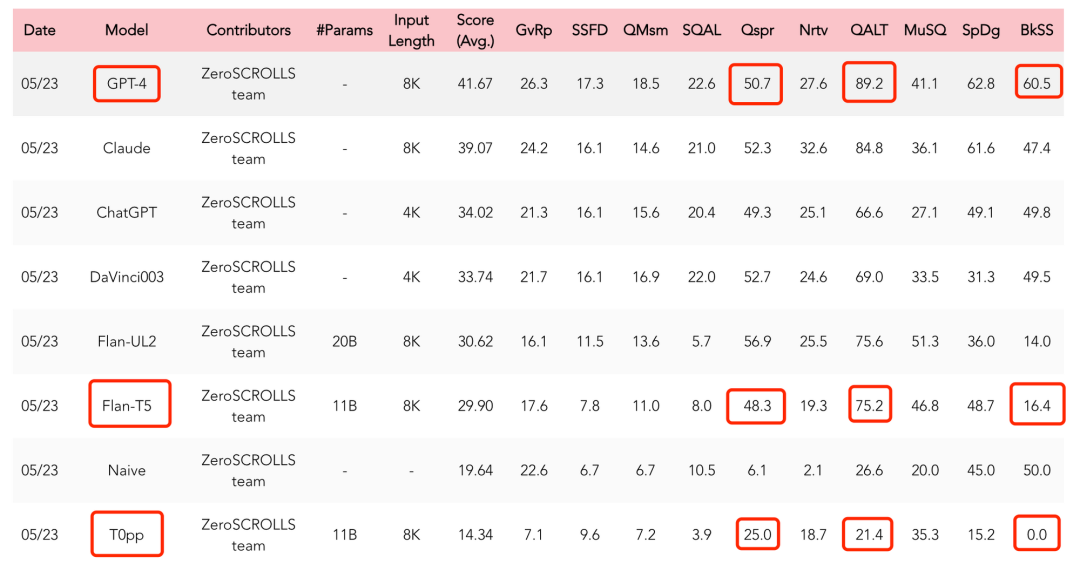 Date Model Contributors #Params Input Length Score (Avg.) GvRp SSFD QMsm SQAL Qspr Nrtv QALT MuSQ SpDg BkSS
05/23 GPT-4 ZeroSCROLLS team - 8K 41.67 26.3 17.3 18.5 22.6 50.7 27.6 89.2 41.1 62.8 60.5
05/23 Claude ZeroSCROLLS team - 8K 39.07 24.2 16.1 14.6 21.0 52.3 32.6 84.8 36.1 61.6 47.4
05/23 ChatGPT ZeroSCROLLS team - 4K 34.02 21.3 16.1 15.6 20.4 49.3 25.1 66.6 27.1 49.1 49.8
05/23 DaVinci003 ZeroSCROLLS team - 4K 33.74 21.7 16.1 16.9 22.0 52.7 24.6 69.0 33.5 31.3 49.5
05/23 Flan-UL2 ZeroSCROLLS team 20B 8K 30.62 16.1 11.5 13.6 5.7 56.9 25.5 75.6 51.3 36.0 14.0
05/23 Flan-T5 ZeroSCROLLS team 11B 8K 29.90 17.6 7.8 11.0 8.0 48.3 19.3 75.2 46.8 48.7 16.4
05/23 Naive ZeroSCROLLS team - - 19.64 22.6 6.7 6.7 10.5 6.1 2.1 26.6 20.0 45.0 50.0
05/23 T0pp ZeroSCROLLS team 11B 8K 14.34 7.1 9.6 7.2 3.9 25.0 18.7 21.4 35.3 15.2 0.0